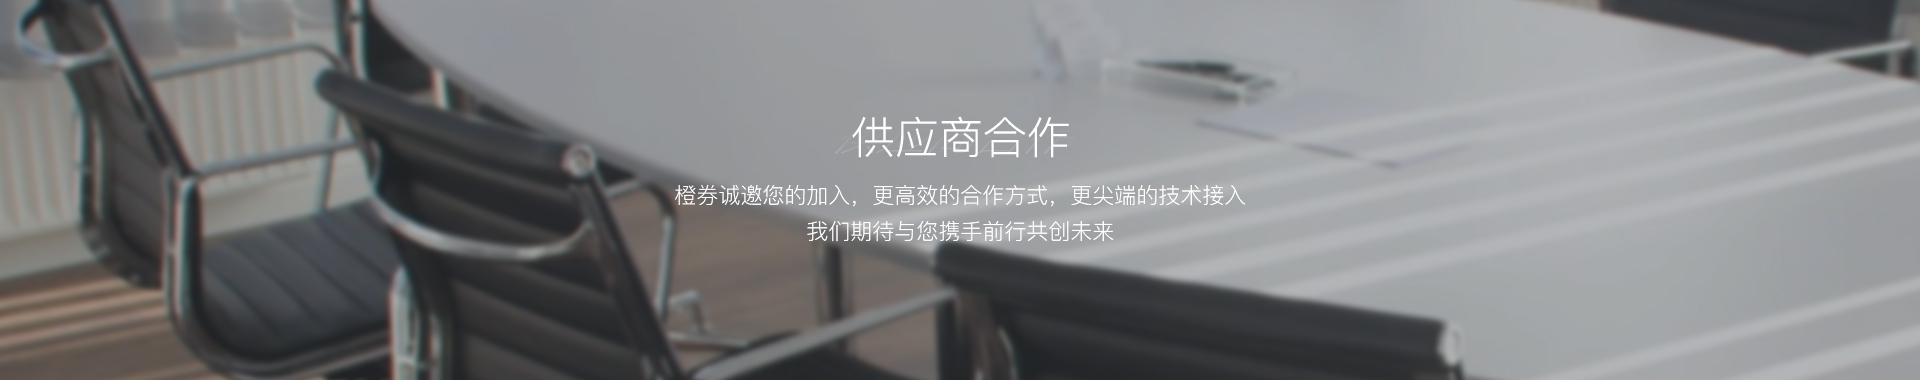 供应商合作
橙券诚邀您的加入，更高效的合作方式，更尖端的技术接入
我们期待与您携手前行共创未来